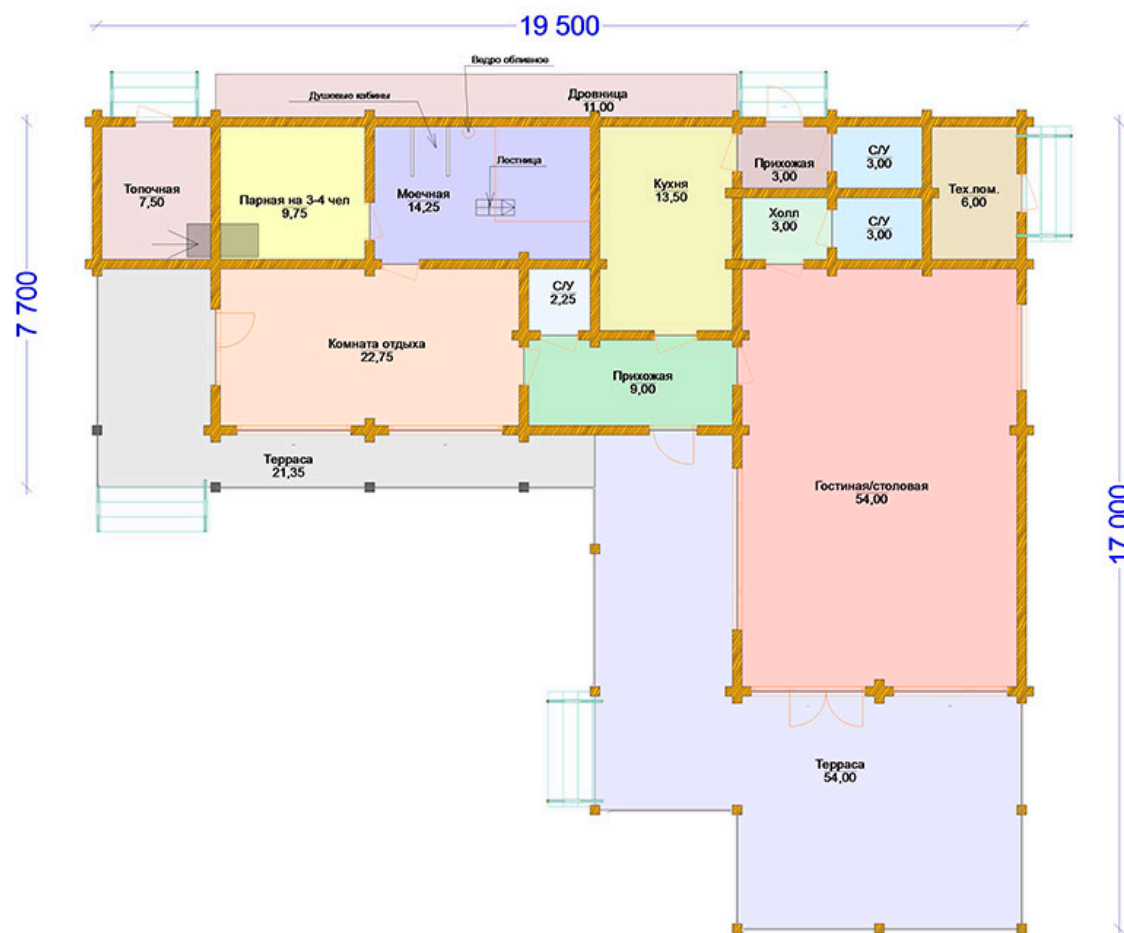 19 500
Ведро обливное
Душевые кабины
Дровница
11,00
Топочная
7,50
Парная на 3-4 чел
9,75
Моечная
14,25
Лестница
Кухня
13,50
Прихожая
3,00
С/У
3,00
Тех.пом.
6,00
Холл
3,00
С/У
3,00
7 700
С/У
2,25
Комната отдыха
22,75
Прихожая
9,00
Терраса
21,35
Гостиная/столовая
54,00
17 000
Терраса
54,00